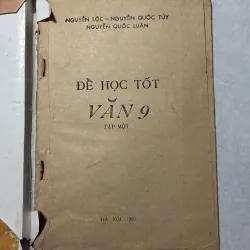 NGUYỄN LỘC - NGUYỄN QUỐC TÚY
NGUYỄN QUỐC LUÂN
ĐỂ HỌC TỐT
VĂN 9
TẬP MỘT